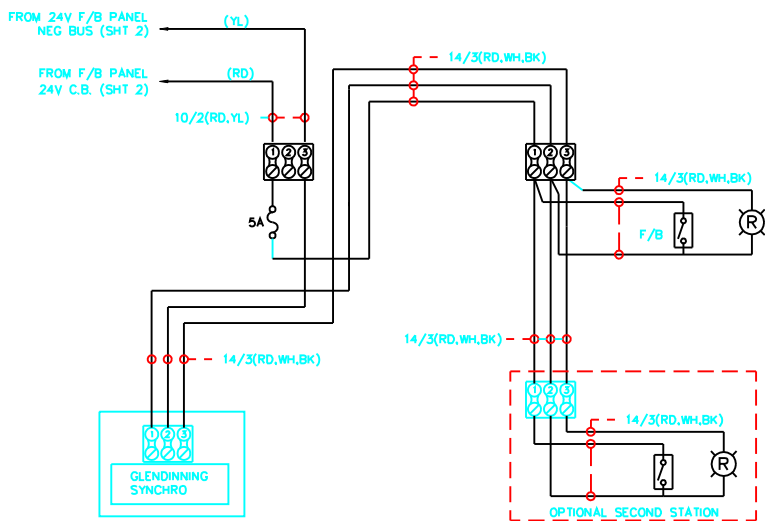 FROM 24V F/B PANEL
NEG BUS (SHT 2)
(YL)
FROM F/B PANEL
24V C.B. (SHT 2)
(RD)
14/3(RD,WH,BK)
10/2(RD,YL)
1 2 3
1 2 3
5A
14/3(RD,WH,BK)
F/B
R
14/3(RD,WH,BK)
14/3(RD,WH,BK)
1 2 3
14/3(RD,WH,BK)
1 2 3
R
GLENDINNING
SYNCHRO
OPTIONAL SECOND STATION